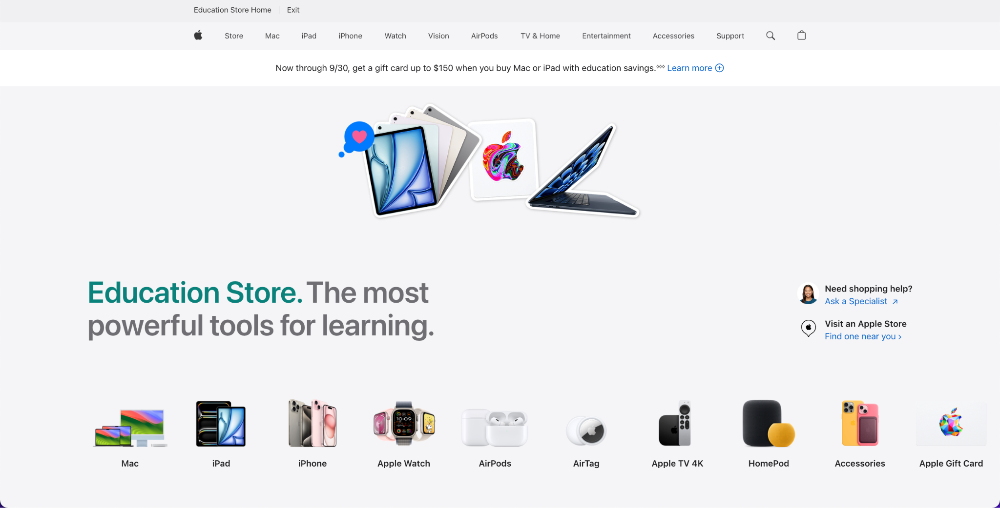 Education Store Home | Exit
Store Mac iPad iPhone Watch Vision AirPods TV & Home Entertainment Accessories Support
Now through 9/30, get a gift card up to $150 when you buy Mac or iPad with education savings.◊◊◊ Learn more
Education Store. The most
powerful tools for learning.
Need shopping help?
Ask a Specialist ↗
Visit an Apple Store
Find one near you ›
10:09
Mac iPad iPhone Apple Watch AirPods AirTag Apple TV 4K HomePod Accessories Apple Gift Card